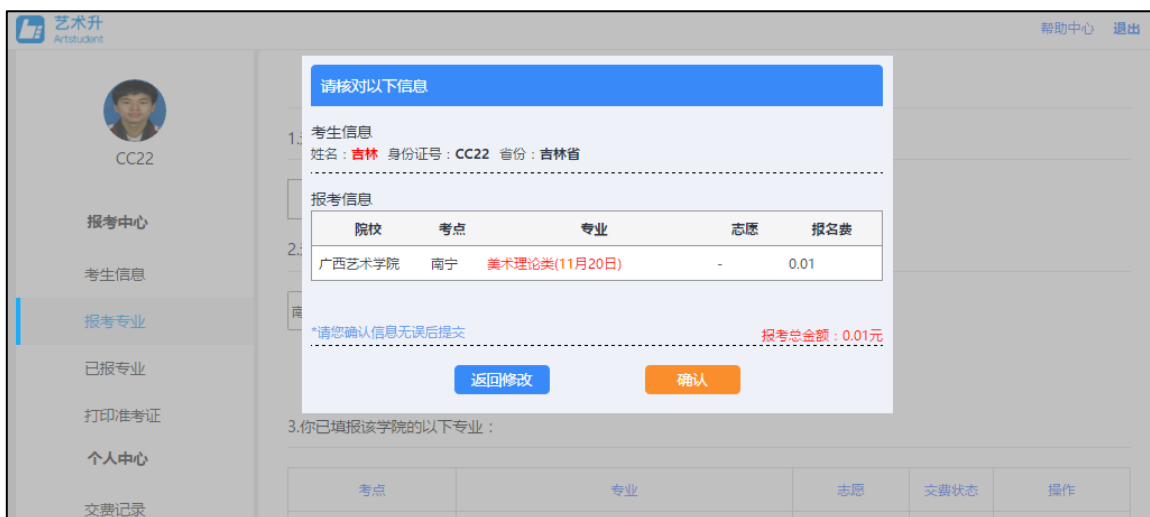 艺术升
Artstudent
帮助中心 退出
CC22
报考中心
考生信息
报考专业
已报专业
打印准考证
个人中心
交费记录
请核对以下信息
考生信息
姓名：吉林 身份证号：CC22 省份：吉林省
报考信息
院校 考点 专业 志愿 报名费
广西艺术学院 南宁 美术理论类(11月20日) - 0.01
*请您确认信息无误后提交
报考总金额：0.01元
返回修改 确认
1.
2.
南
3.你已填报该学院的以下专业：
考点 专业 志愿 交费状态 操作